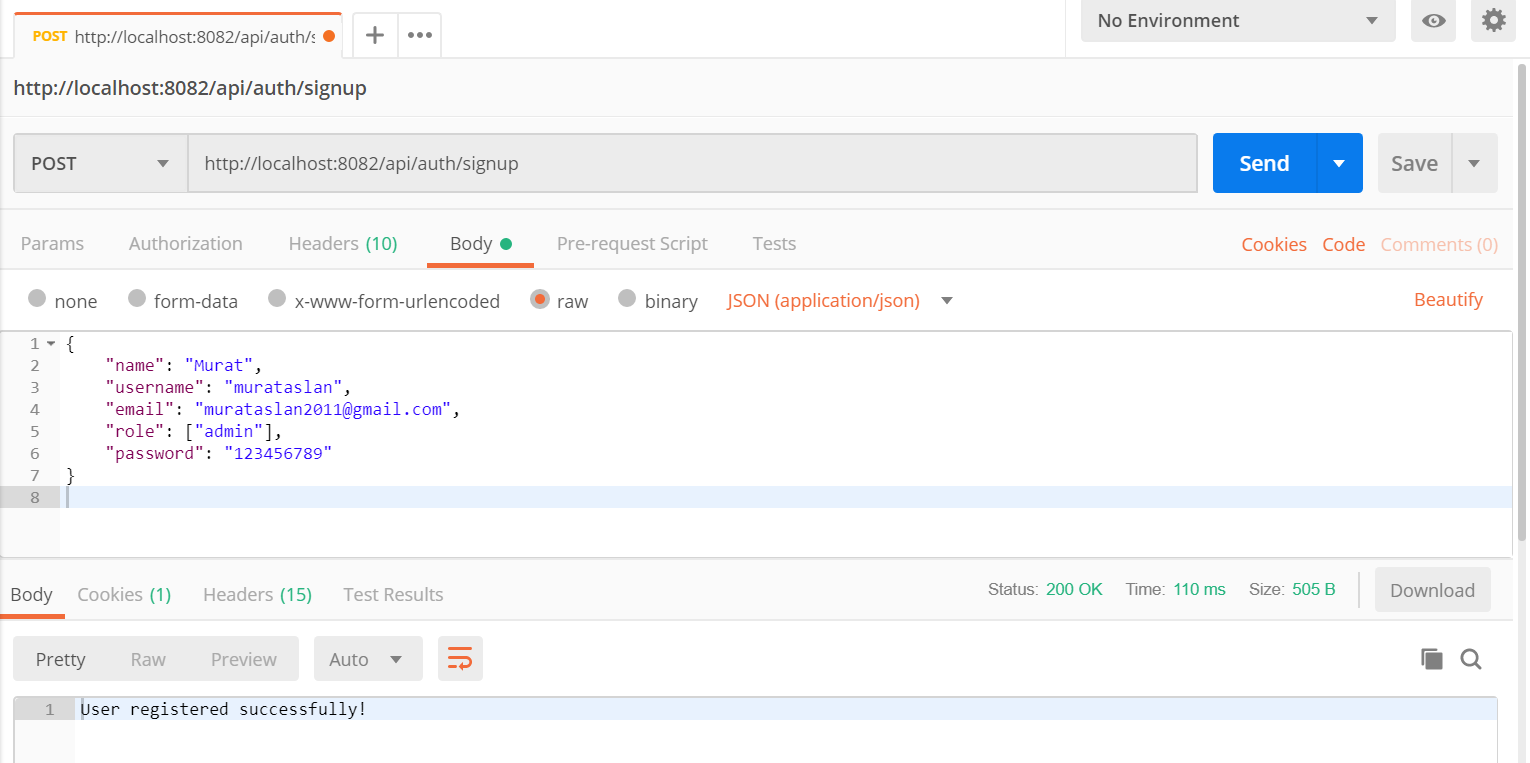 POST http://localhost:8082/api/auth/s
No Environment
http://localhost:8082/api/auth/signup
POST http://localhost:8082/api/auth/signup Send Save
Params Authorization Headers (10) Body Pre-request Script Tests Cookies Code Comments (0)
none form-data x-www-form-urlencoded raw binary JSON (application/json) Beautify
1 {
2 "name": "Murat",
3 "username": "murataslan",
4 "email": "murataslan2011@gmail.com",
5 "role": ["admin"],
6 "password": "123456789"
7 }
8
Body Cookies (1) Headers (15) Test Results Status: 200 OK Time: 110 ms Size: 505 B Download
Pretty Raw Preview Auto
1 User registered successfully!